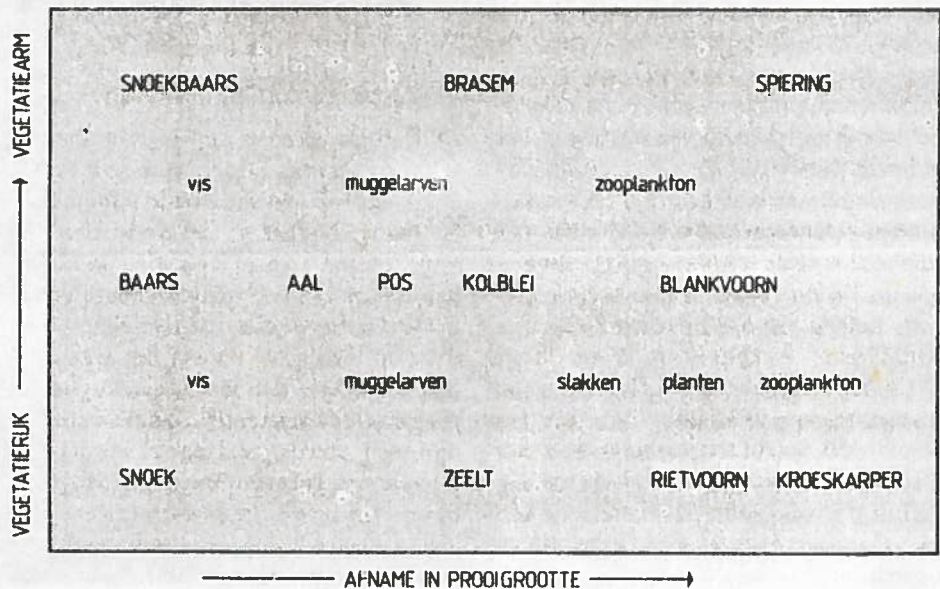 VEGETATIEARM
VEGETATIERIJK
SNOEKBAARS BRASEM SPIERING
vis muggelarven zooplankton
BAARS AAL POS KOLBLEI BLANKVOORN
vis muggelarven slakken planten zooplankton
SNOEK ZEELT RIETVOORN KROESKARPER
AFNAME IN PROOIGROOTTE